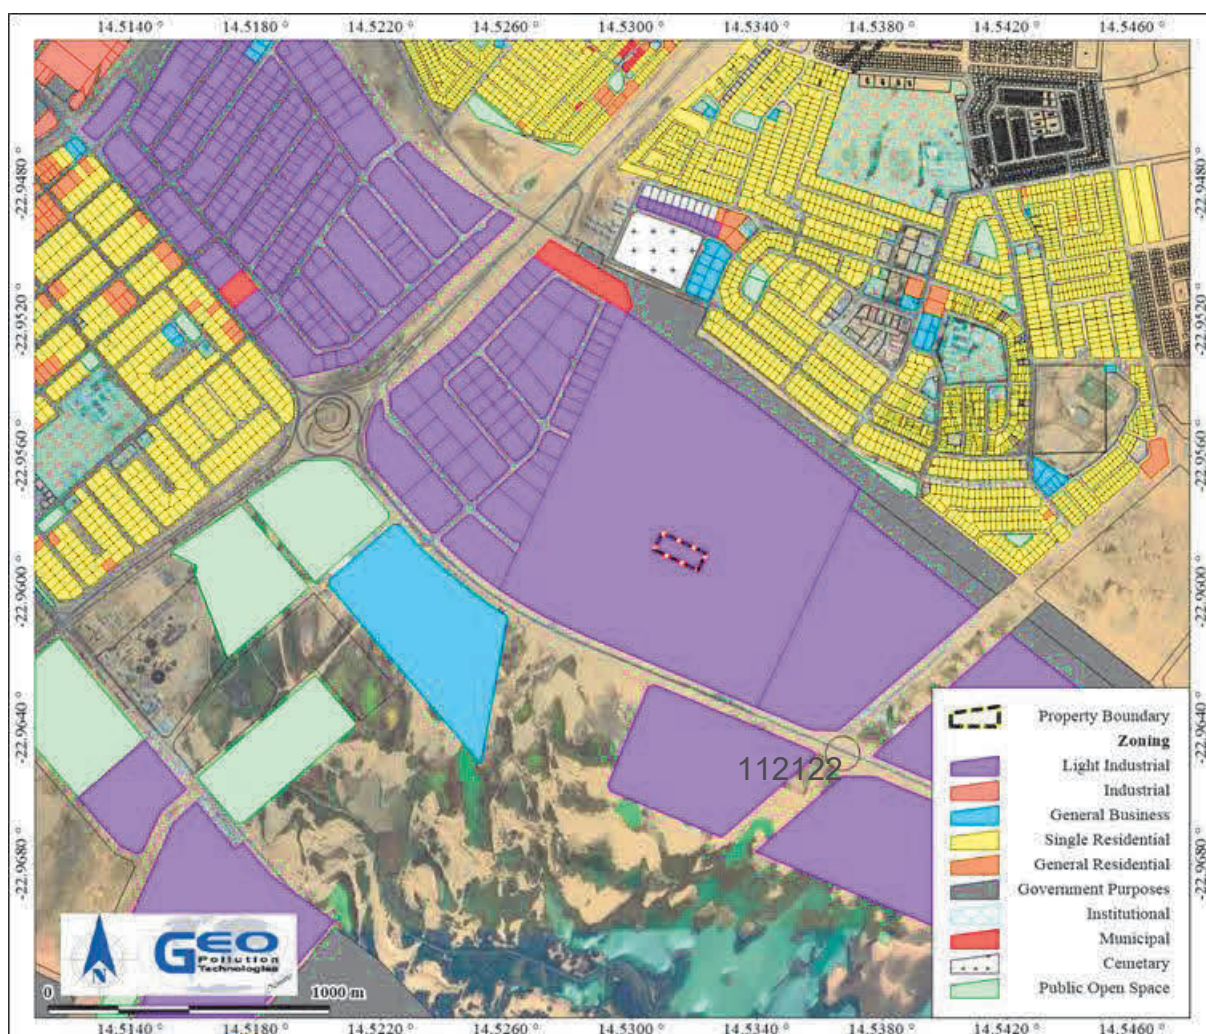 14.5140 ° 14.5180 ° 14.5220 ° 14.5260 ° 14.5300 ° 14.5340 ° 14.5380 ° 14.5420 ° 14.5460 °
-22.9480 ° -22.9480 °
-22.9520 ° -22.9520 °
-22.9560 ° -22.9560 °
-22.9600 ° -22.9600 °
-22.9640 ° -22.9640 °
-22.9680 ° -22.9680 °
112122
Property Boundary
Zoning
Light Industrial
Industrial
General Business
Single Residential
General Residential
Government Purposes
Institutional
Municipal
Cemetary
Public Open Space
N
GEO
Pollution
Technologies
0 1000 m
14.5140 ° 14.5180 ° 14.5220 ° 14.5260 ° 14.5300 ° 14.5340 ° 14.5380 ° 14.5420 ° 14.5460 °